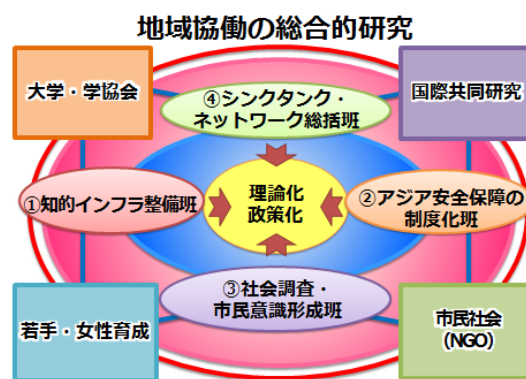 地域協働の総合的研究
大学・学協会
国際共同研究
④シンクタンク・
ネットワーク総括班
①知的インフラ整備班
理論化
政策化
②アジア安全保障の
制度化班
③社会調査・
市民意識形成班
若手・女性育成
市民社会
(NGO)